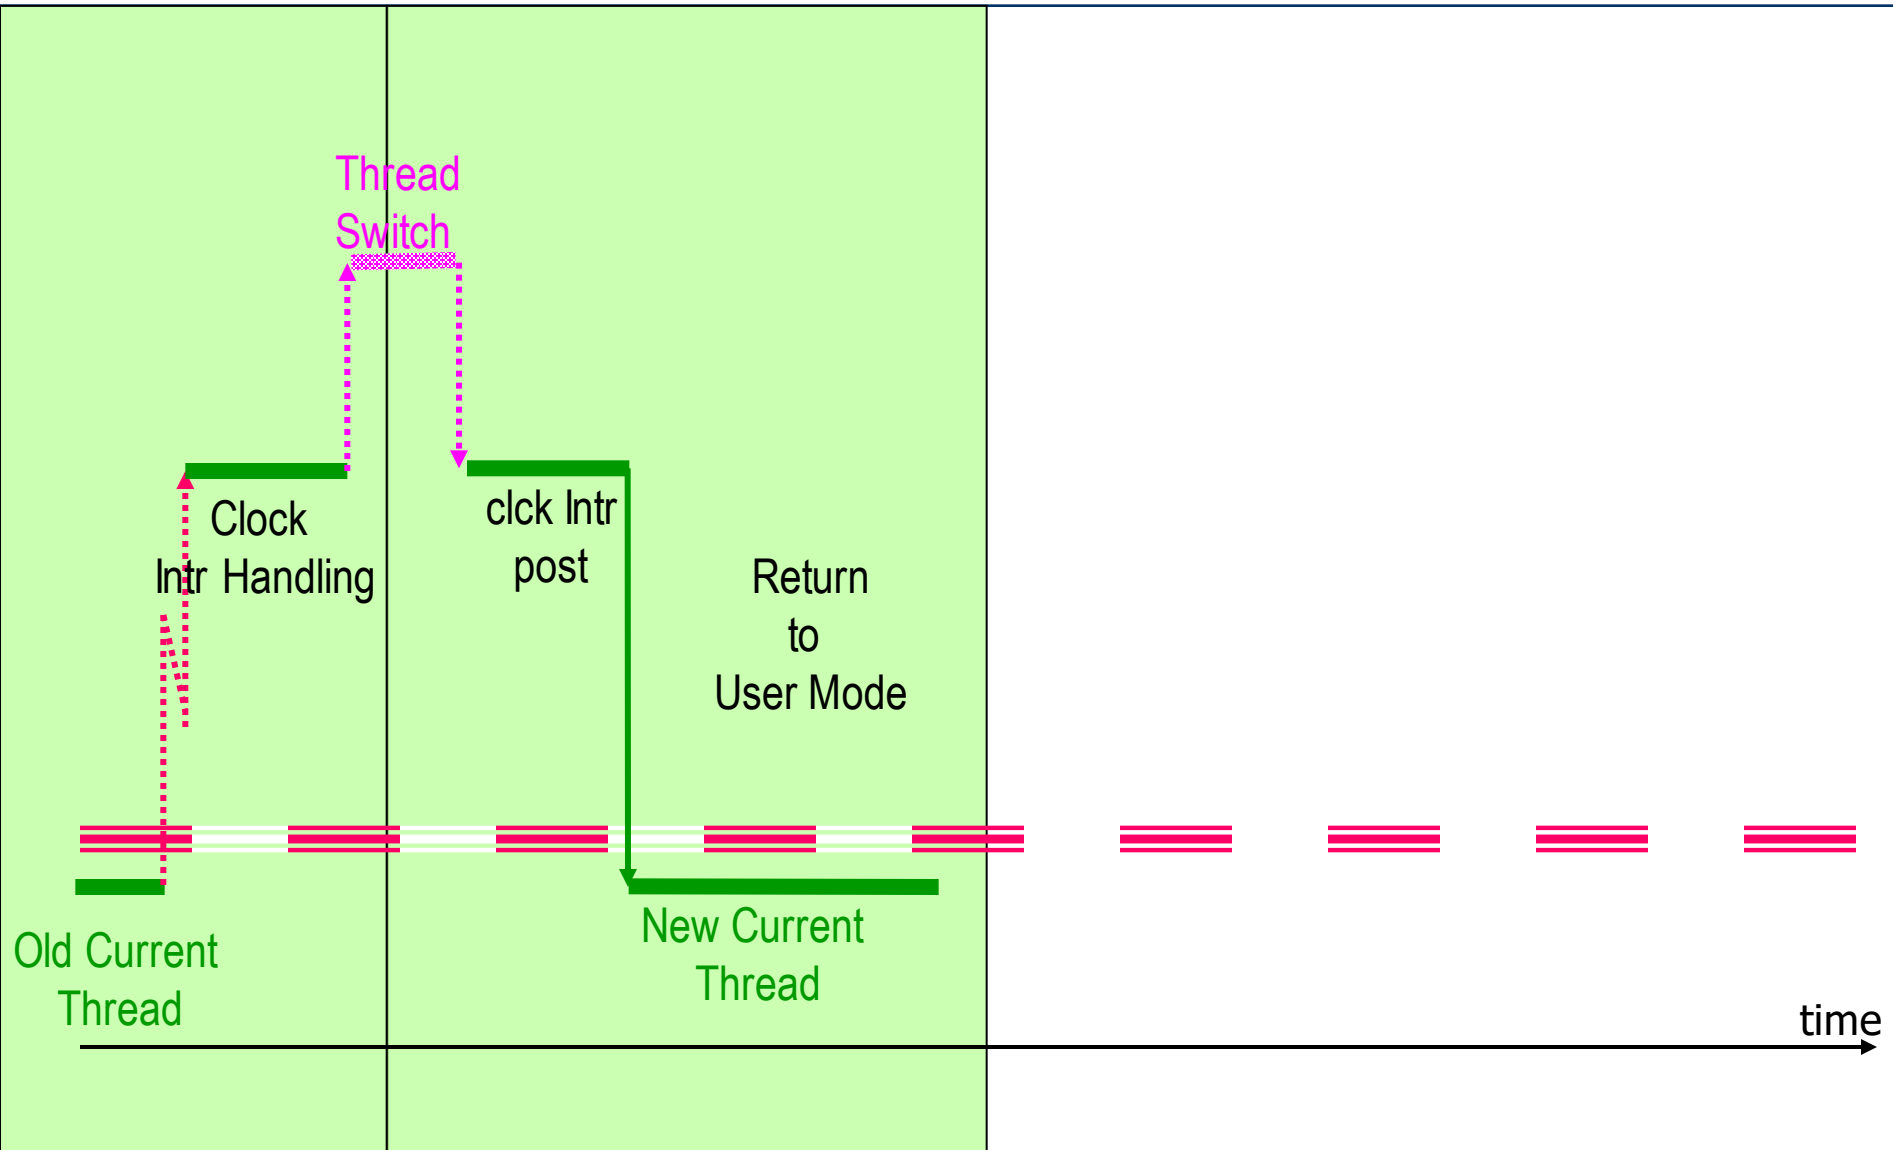 Thread
Switch
Clock
Intr Handling
clck Intr
post
Return
to
User Mode
Old Current
Thread
New Current
Thread
time